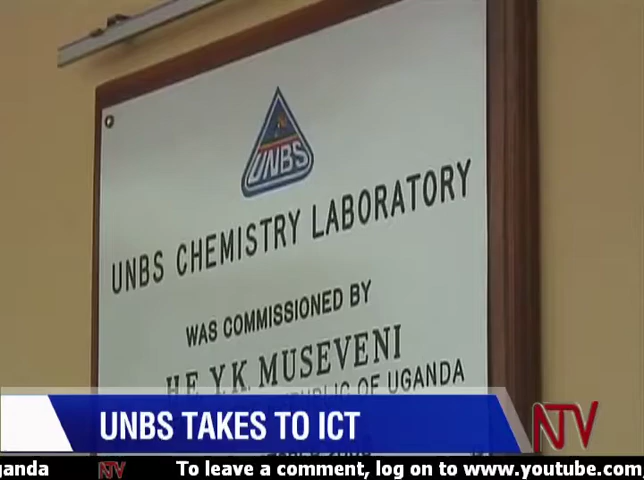 UNBS
UNBS CHEMISTRY LABORATORY
WAS COMMISSIONED BY
H.E. Y.K. MUSEVENI
OF UGANDA
UNBS TAKES TO ICT
NTV
ganda NTV To leave a comment, log on to www.youtube.com